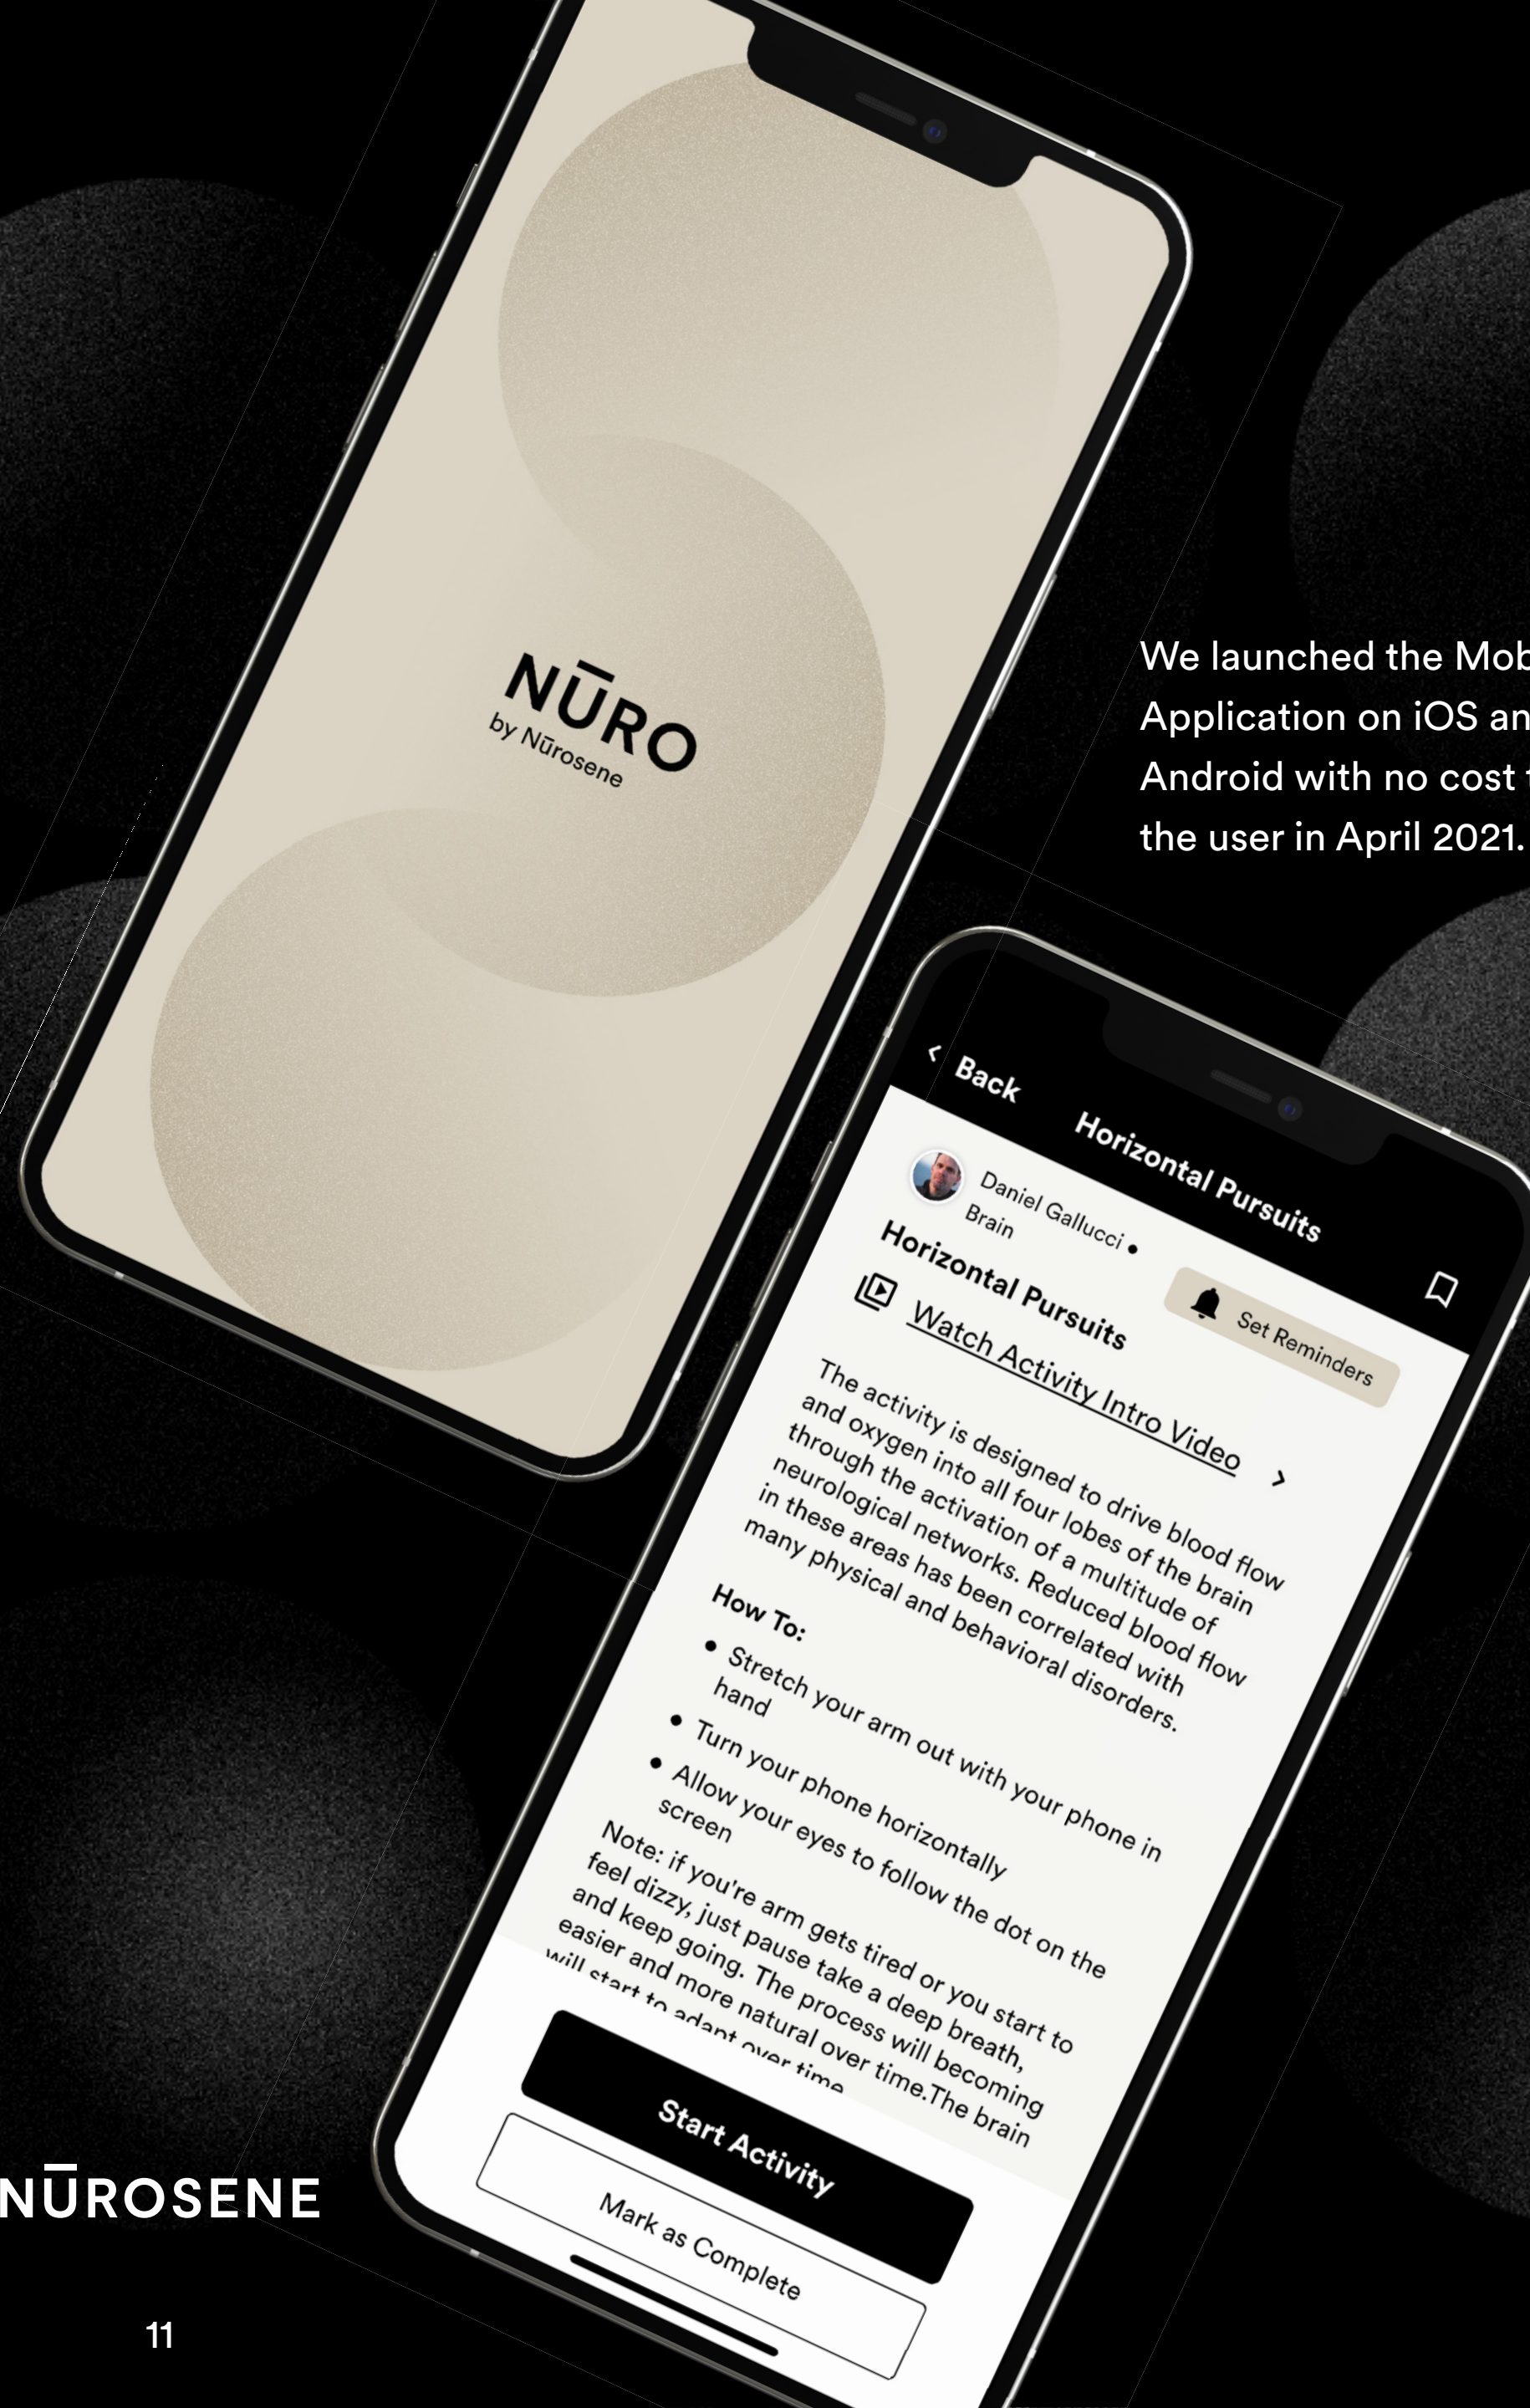 NŪRO
by Nūrosene
We launched the Mob
Application on iOS an
Android with no cost t
the user in April 2021.
Back
Horizontal Pursuits
Daniel Gallucci •
Brain
Horizontal Pursuits
Set Reminders
Watch Activity Intro Video
The activity is designed to drive blood flow
and oxygen into all four lobes of the brain
through the activation of a multitude of
neurological networks. Reduced blood flow
in these areas has been correlated with
many physical and behavioral disorders.
How To:
• Stretch your arm out with your phone in
hand
• Turn your phone horizontally
• Allow your eyes to follow the dot on the
screen
Note: if you're arm gets tired or you start to
feel dizzy, just pause take a deep breath,
and keep going. The process will becoming
easier and more natural over time.The brain
will start to adapt over time
Start Activity
Mark as Complete
NŪROSENE
11